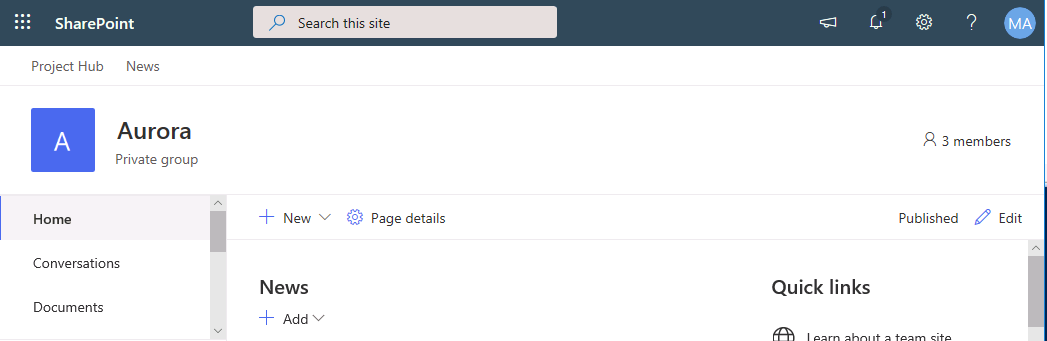 SharePoint
Search this site
1
MA
Project Hub News
A
Aurora
Private group
3 members
Home
Conversations
Documents
New
Page details
Published
Edit
News
Add
Quick links
Learn about a team site